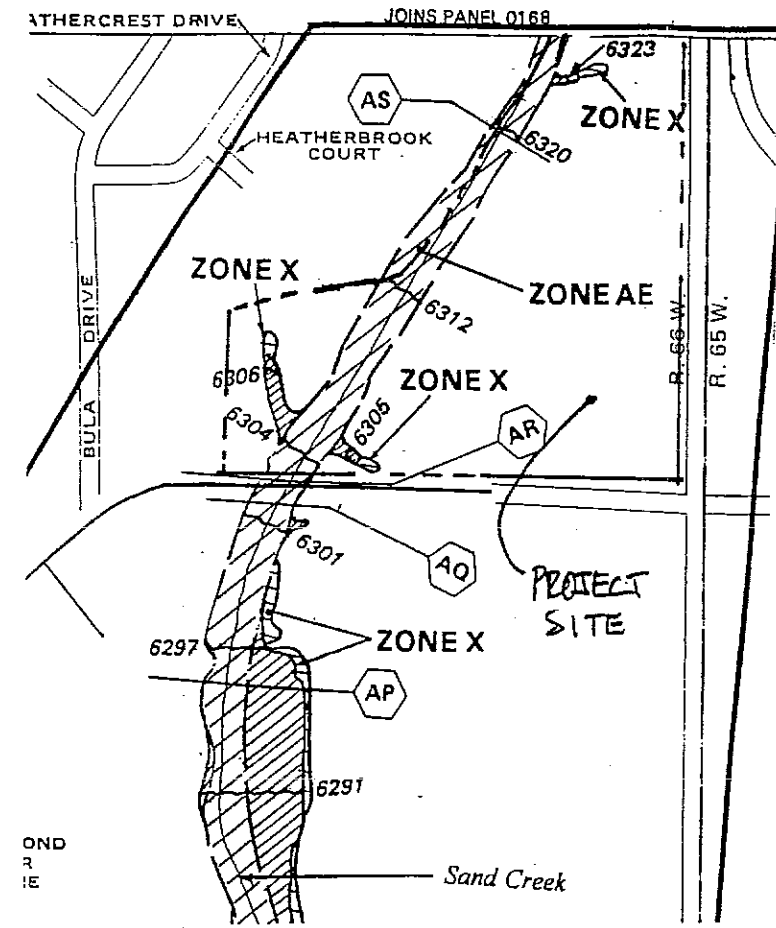 ATHERCREST DRIVE
JOINS PANEL 0168
6323
AS
ZONE X
HEATHERBROOK
COURT
6320
ZONE X
ZONE AE
6312
BULA DRIVE
R. 66 W.
R. 65 W.
6306
ZONE X
6305
6304
AR
6301
AQ
PROJECT
SITE
ZONE X
6297
AP
6291
OND
R
IE
Sand Creek